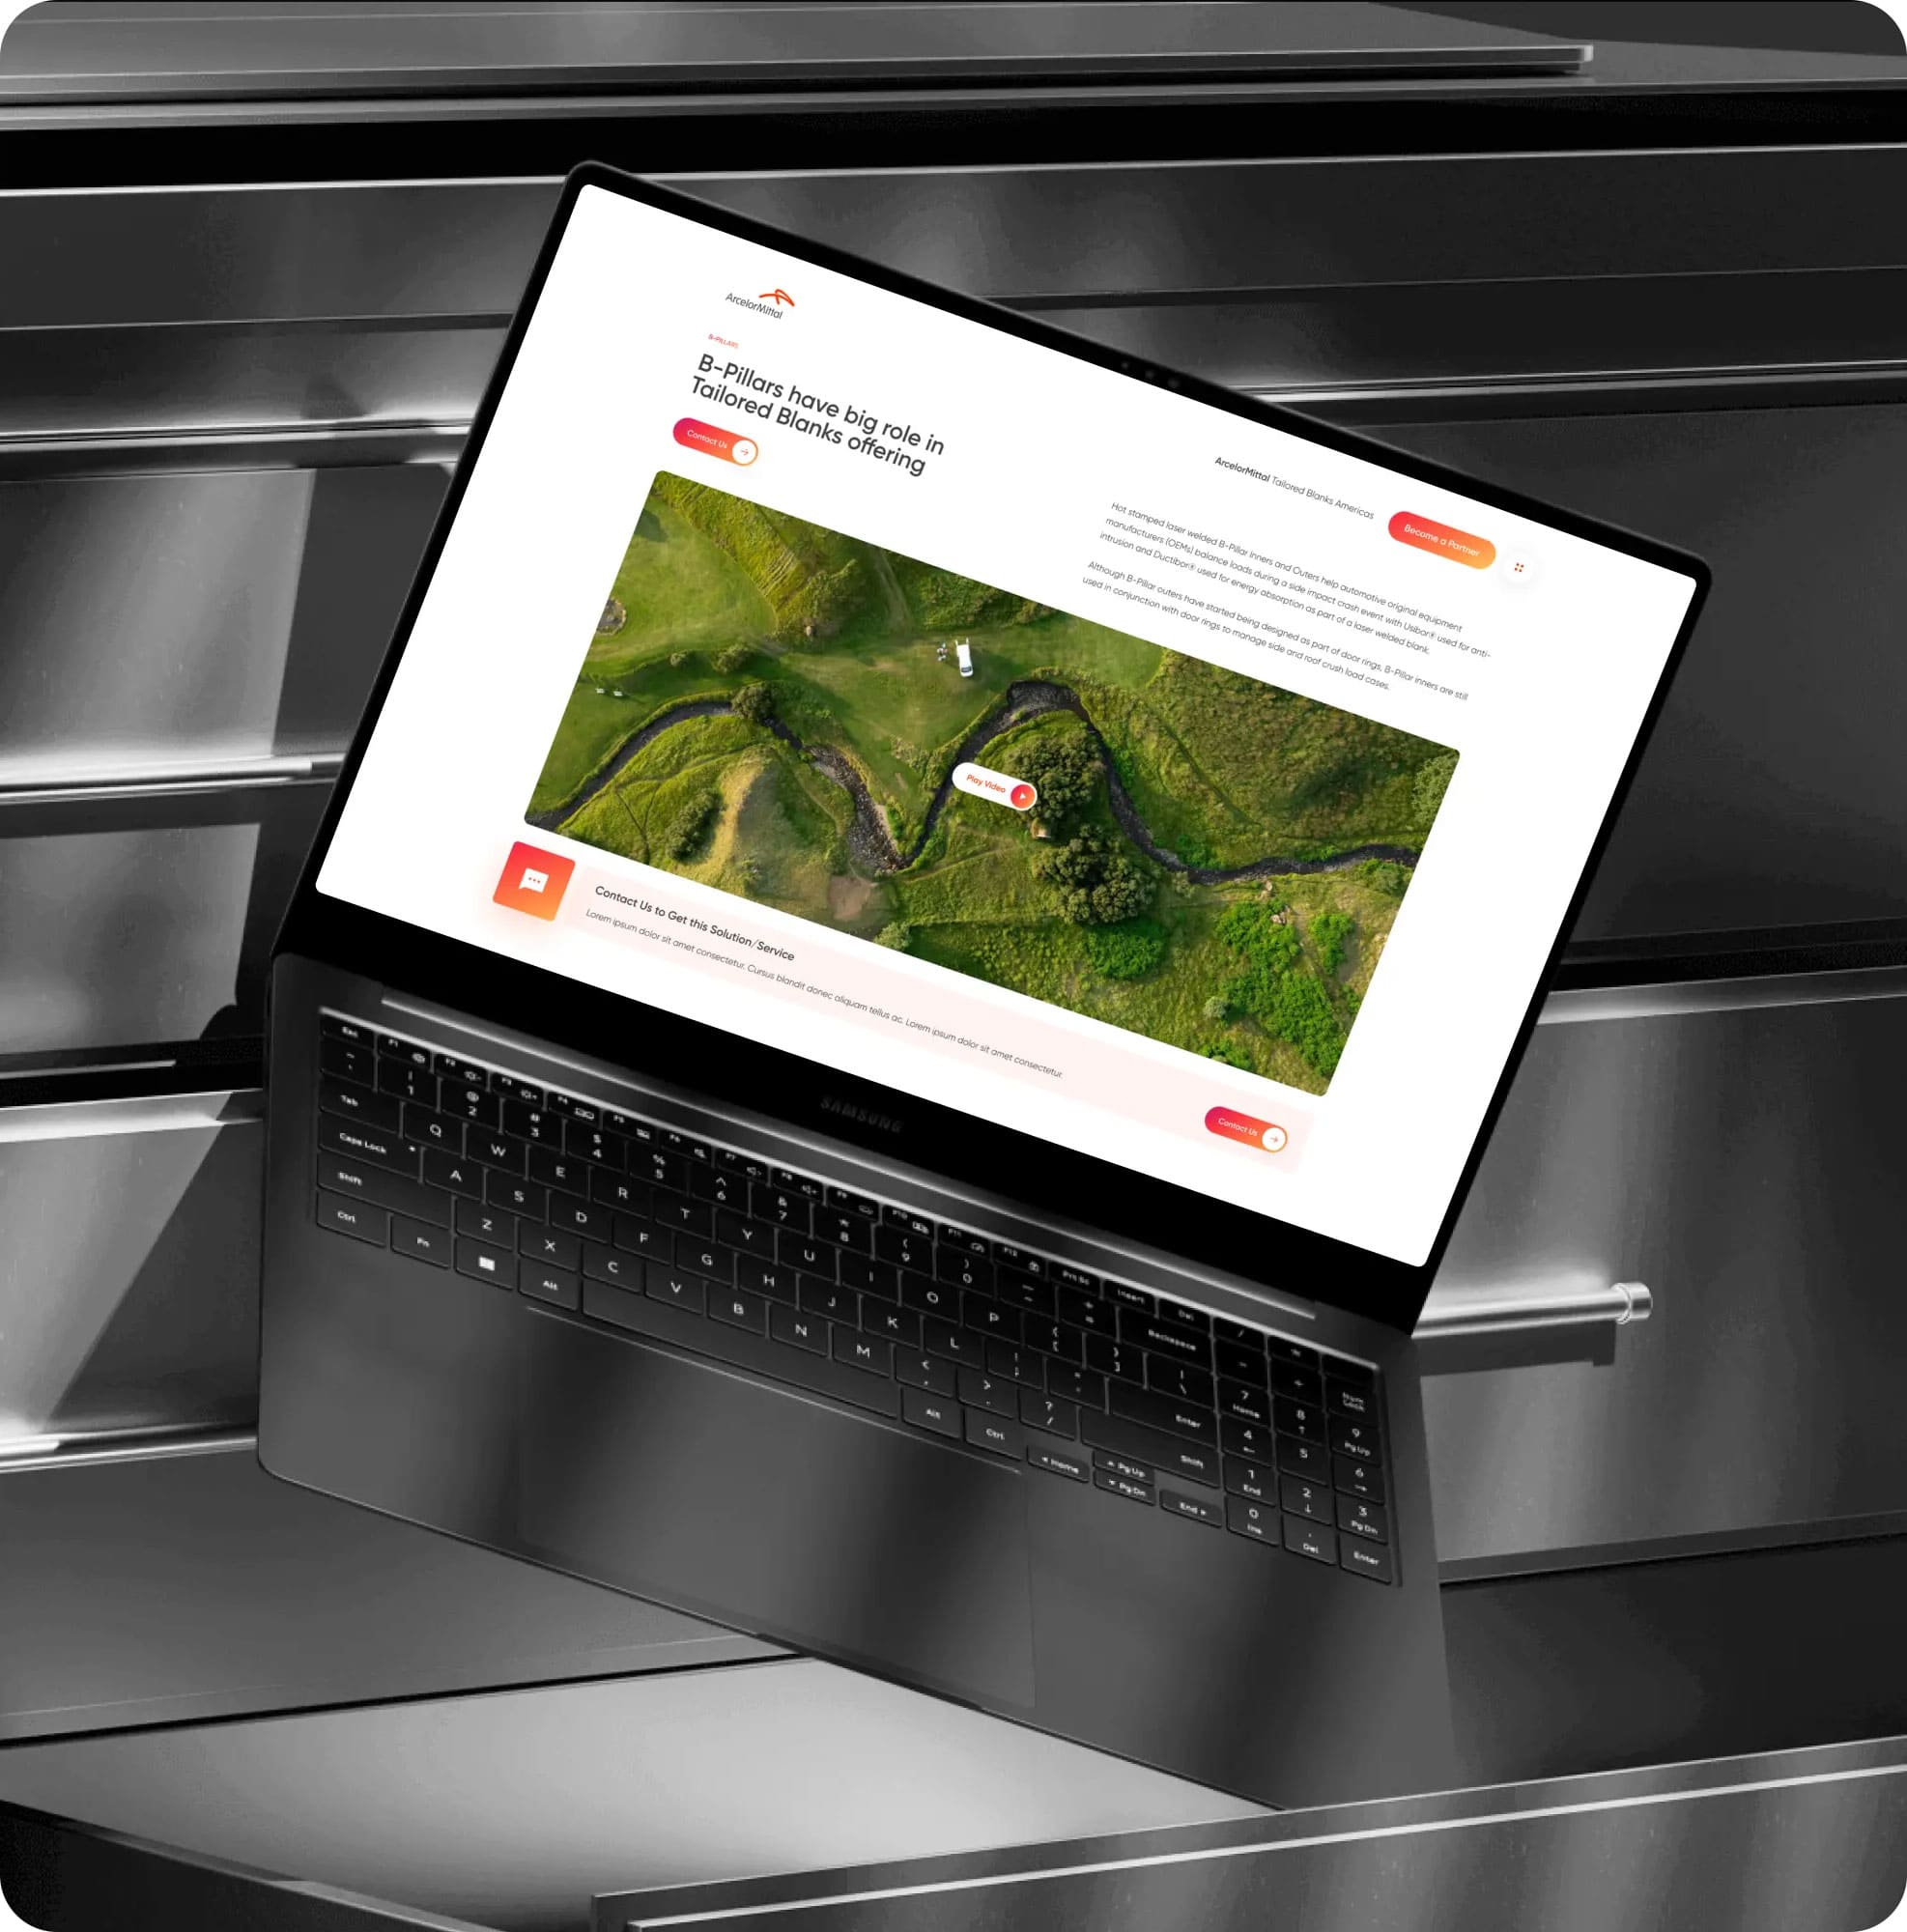 ArcelorMittal
ArcelorMittal Tailored Blanks Americas
Become a Partner
B-PILLARS
B-Pillars have big role in
Tailored Blanks offering
Contact Us
Hot stamped laser welded B-Pillar Inners and Outers help automotive original equipment
manufacturers (OEMs) balance loads during a side impact crash event with Usibor® used for anti-
intrusion and Ductibor® used for energy absorption as part of a laser welded blank.
Although B-Pillar outers have started being designed as part of door rings, B-Pillar inners are still
used in conjunction with door rings to manage side and roof crush load cases.
Play Video
Contact Us to Get this Solution/Service
Lorem ipsum dolor sit amet consectetur. Cursus blandit donec aliquam tellus ac. Lorem ipsum dolor sit amet consectetur.
Contact Us
SAMSUNG
Esc F1 F2 F3 F4 F5 F6 F7 F8 F9 F10 F11 F12 Prt Sc Insert Del
~ ` ! 1 @ 2 # 3 $ 4 % 5 ^ 6 & 7 * 8 ( 9 ) 0 _ - + = Backspace / * -
Tab Q W E R T Y U I O P { [ } ] | \ 7 Home 8 ↑ 9 PgUp
Caps Lock A S D F G H J K L : ; " ' Enter 4 ← 5 6 →
Shift Z X C V B N M < , > . ? / Shift 1 End 2 ↓ 3 PgDn
Ctrl Fn Alt Alt Ctrl ◂ Home ▴ PgUp ▾ PgDn End ▸ 0 Ins . Del Enter
Num Lock +